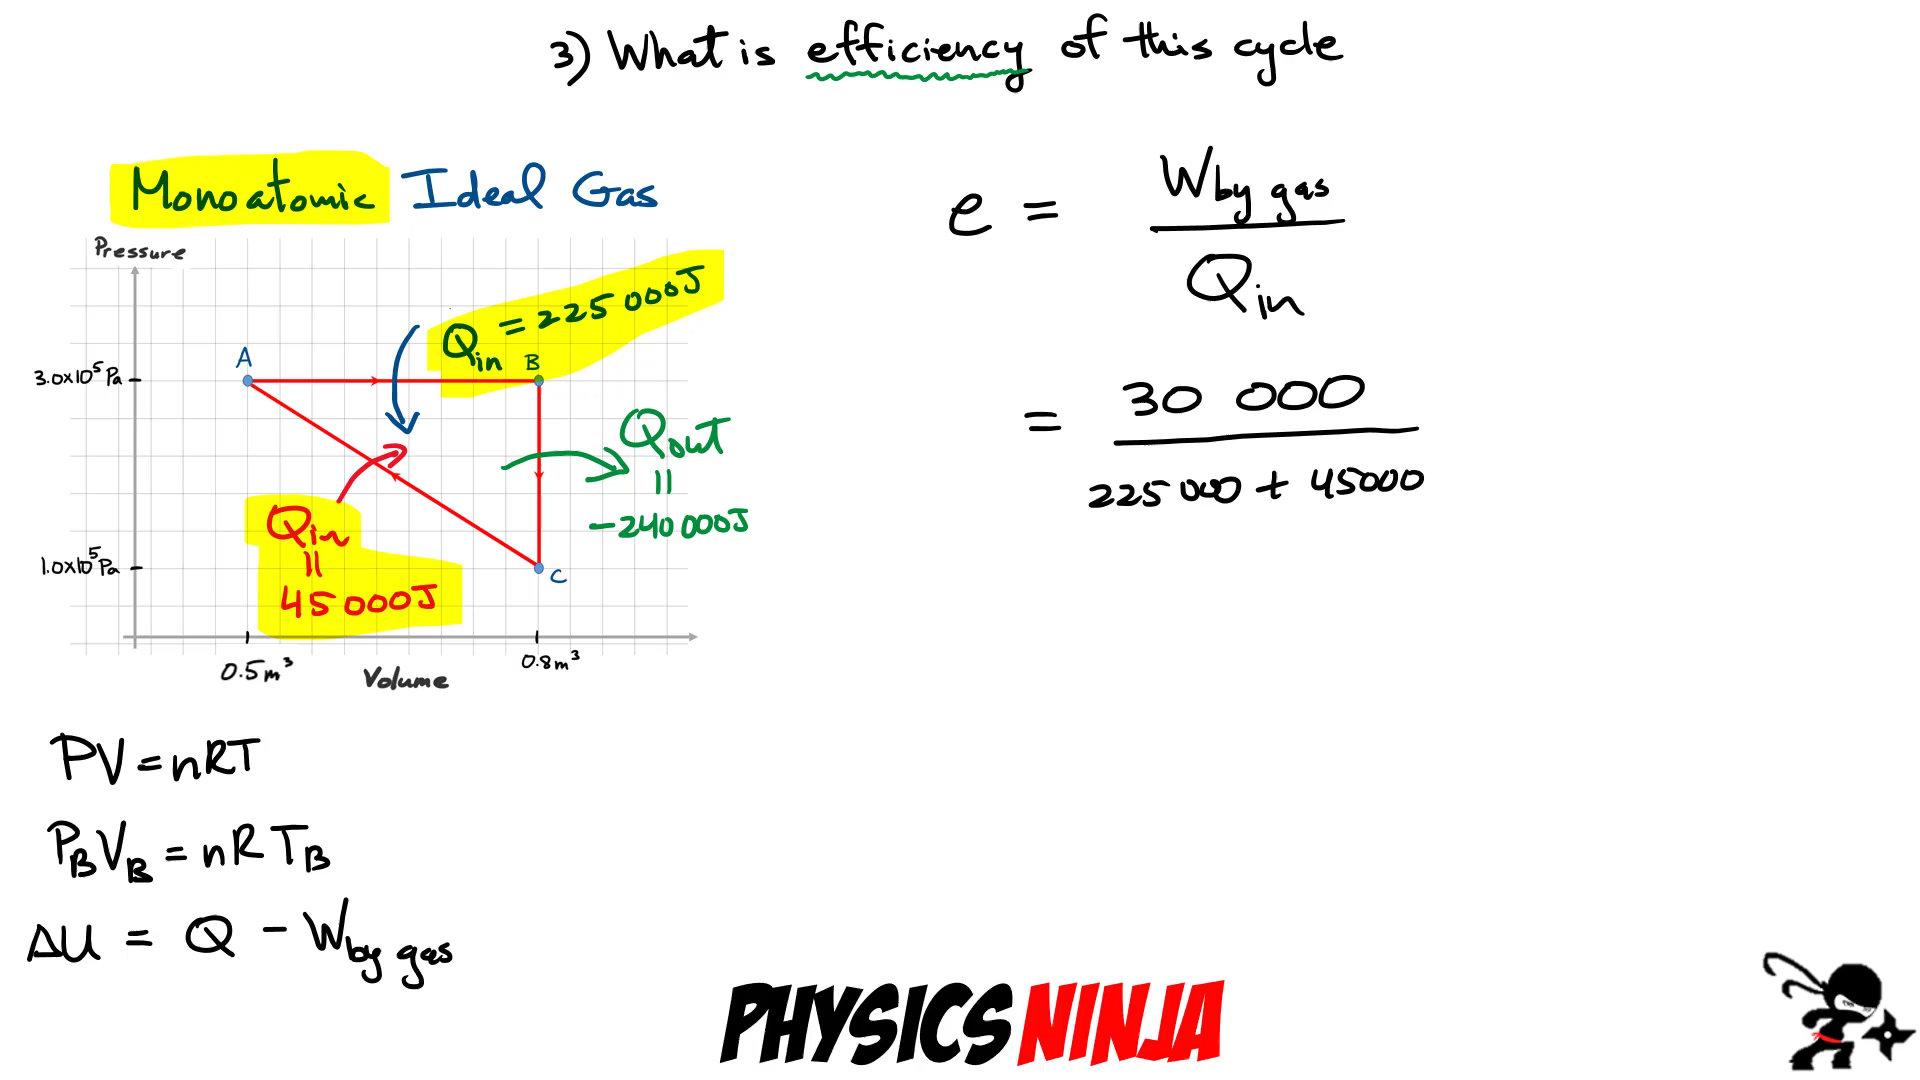 3) What is efficiency of this cycle
Monoatomic Ideal Gas
Pressure
Qin = 225 000J
A
B
3.0x10⁵ Pa
Qout
=
-240 000J
Qin
=
45 000J
1.0x10⁵ Pa
C
0.5m³
0.8m³
Volume
e = Wby gas / Qin
= 30 000 / 225 000 + 45000
PV = nRT
PBVB = nRTB
ΔU = Q - Wby gas
PHYSICSNINJA